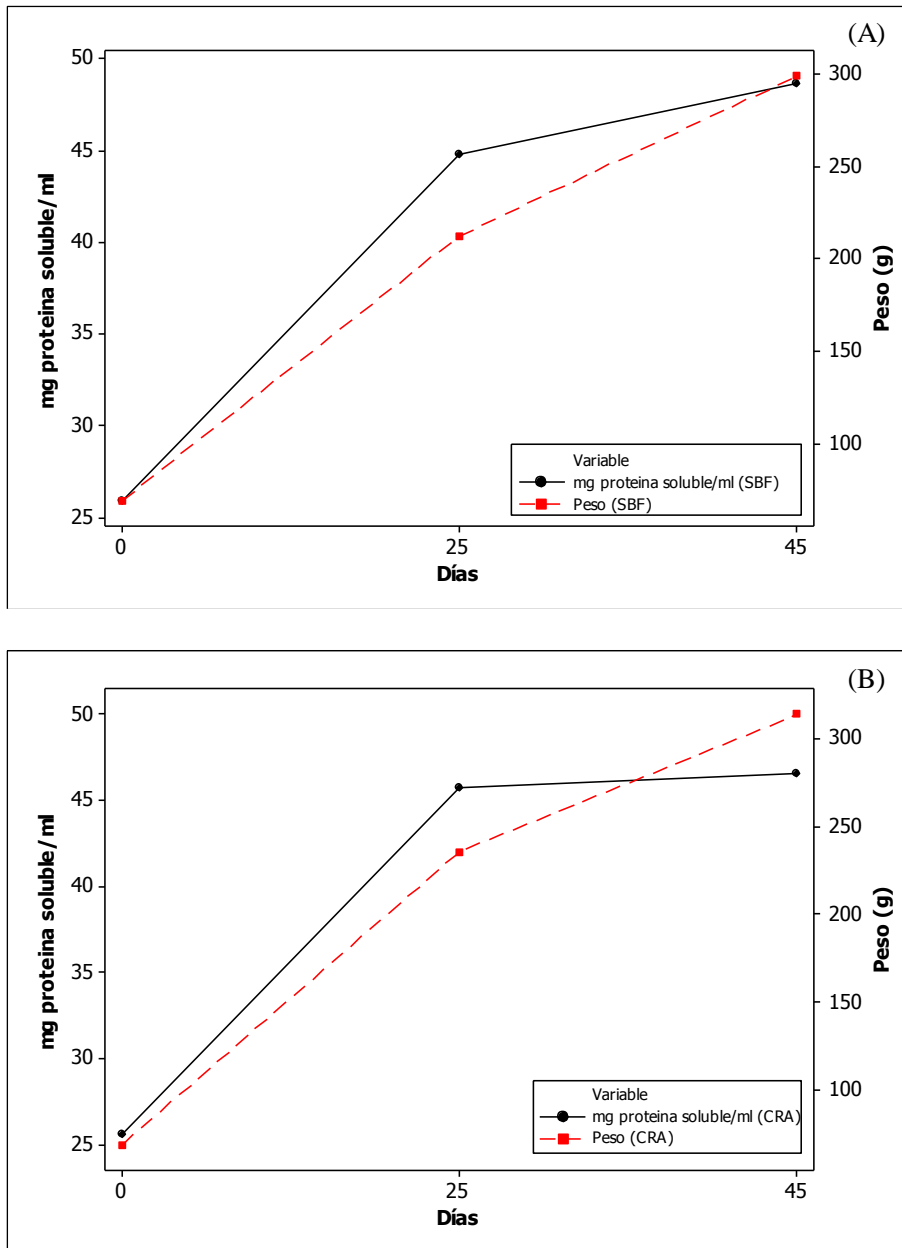 (A)
50
45
40
35
30
25
mg proteina soluble/ml
300
250
200
150
100
Peso (g)
Variable
mg proteina soluble/ml (SBF)
Peso (SBF)
0 25 45
Días
(B)
50
45
40
35
30
25
mg proteina soluble/ml
300
250
200
150
100
Peso (g)
Variable
mg proteina soluble/ml (CRA)
Peso (CRA)
0 25 45
Días